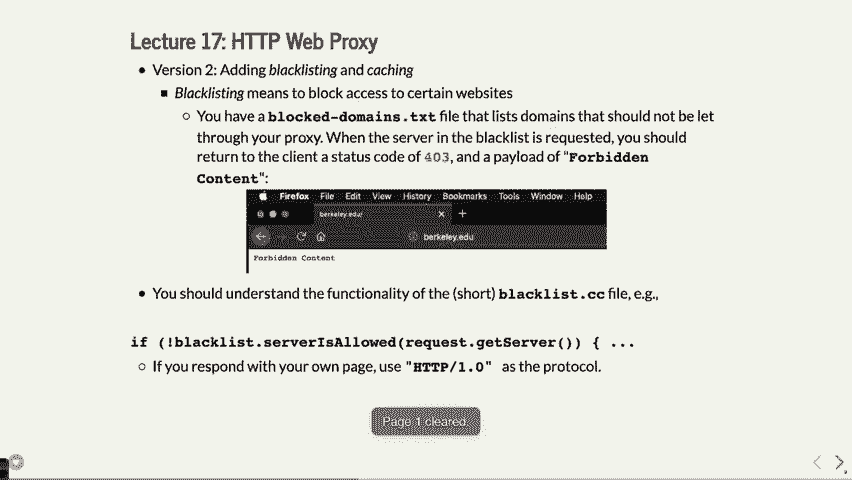 Lecture 17: HTTP Web Proxy
Version 2: Adding blacklisting and caching
Blacklisting means to block access to certain websites
You have a blocked-domains.txt file that lists domains that should not be let
through your proxy. When the server in the blacklist is requested, you should
return to the client a status code of 403, and a payload of "Forbidden
Content":
Firefox File Edit View History Bookmarks Tools Window Help
berkeley.edu/
berkeley.edu
Forbidden Content
You should understand the functionality of the (short) blacklist.cc file, e.g.,
if (!blacklist.serverIsAllowed(request.getServer()) { ...
If you respond with your own page, use "HTTP/1.0" as the protocol.
Page 1 cleared.